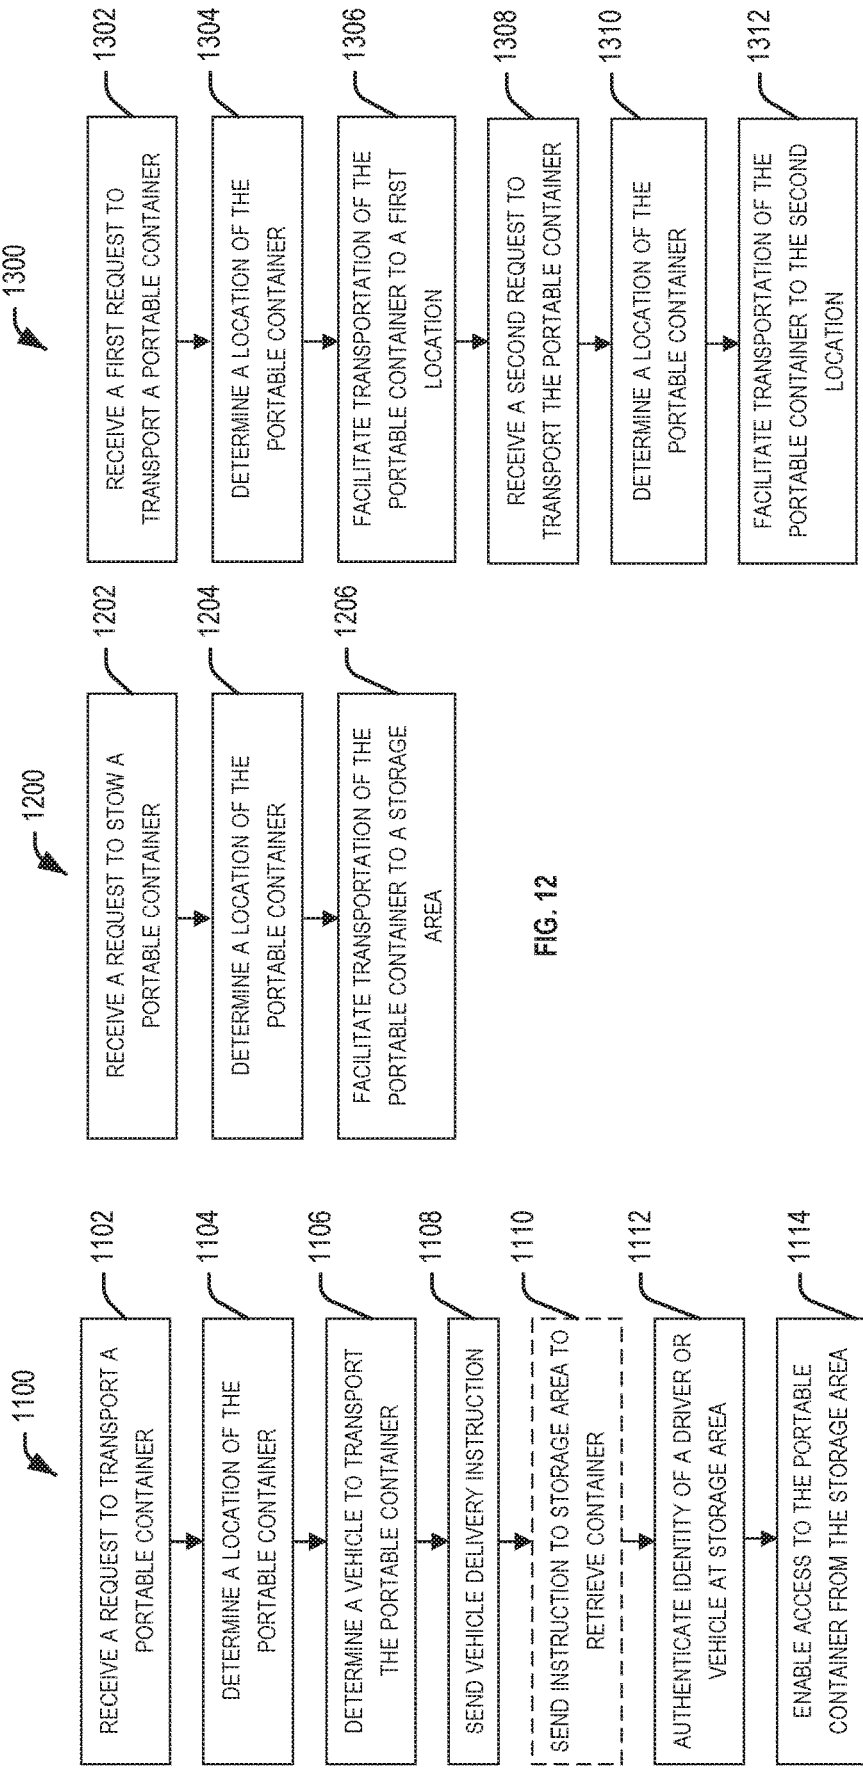 1100
RECEIVE A REQUEST TO TRANSPORT A
PORTABLE CONTAINER
1102
DETERMINE A LOCATION OF THE
PORTABLE CONTAINER
1104
DETERMINE A VEHICLE TO TRANSPORT
THE PORTABLE CONTAINER
1106
SEND VEHICLE DELIVERY INSTRUCTION
1108
SEND INSTRUCTION TO STORAGE AREA TO
RETRIEVE CONTAINER
1110
AUTHENTICATE IDENTITY OF A DRIVER OR
VEHICLE AT STORAGE AREA
1112
ENABLE ACCESS TO THE PORTABLE
CONTAINER FROM THE STORAGE AREA
1114
1200
RECEIVE A REQUEST TO STOW A
PORTABLE CONTAINER
1202
DETERMINE A LOCATION OF THE
PORTABLE CONTAINER
1204
FACILITATE TRANSPORTATION OF THE
PORTABLE CONTAINER TO A STORAGE
AREA
1206
FIG. 12
1300
RECEIVE A FIRST REQUEST TO
TRANSPORT A PORTABLE CONTAINER
1302
DETERMINE A LOCATION OF THE
PORTABLE CONTAINER
1304
FACILITATE TRANSPORTATION OF THE
PORTABLE CONTAINER TO A FIRST
LOCATION
1306
RECEIVE A SECOND REQUEST TO
TRANSPORT THE PORTABLE CONTAINER
1308
DETERMINE A LOCATION OF THE
PORTABLE CONTAINER
1310
FACILITATE TRANSPORTATION OF THE
PORTABLE CONTAINER TO THE SECOND
LOCATION
1312